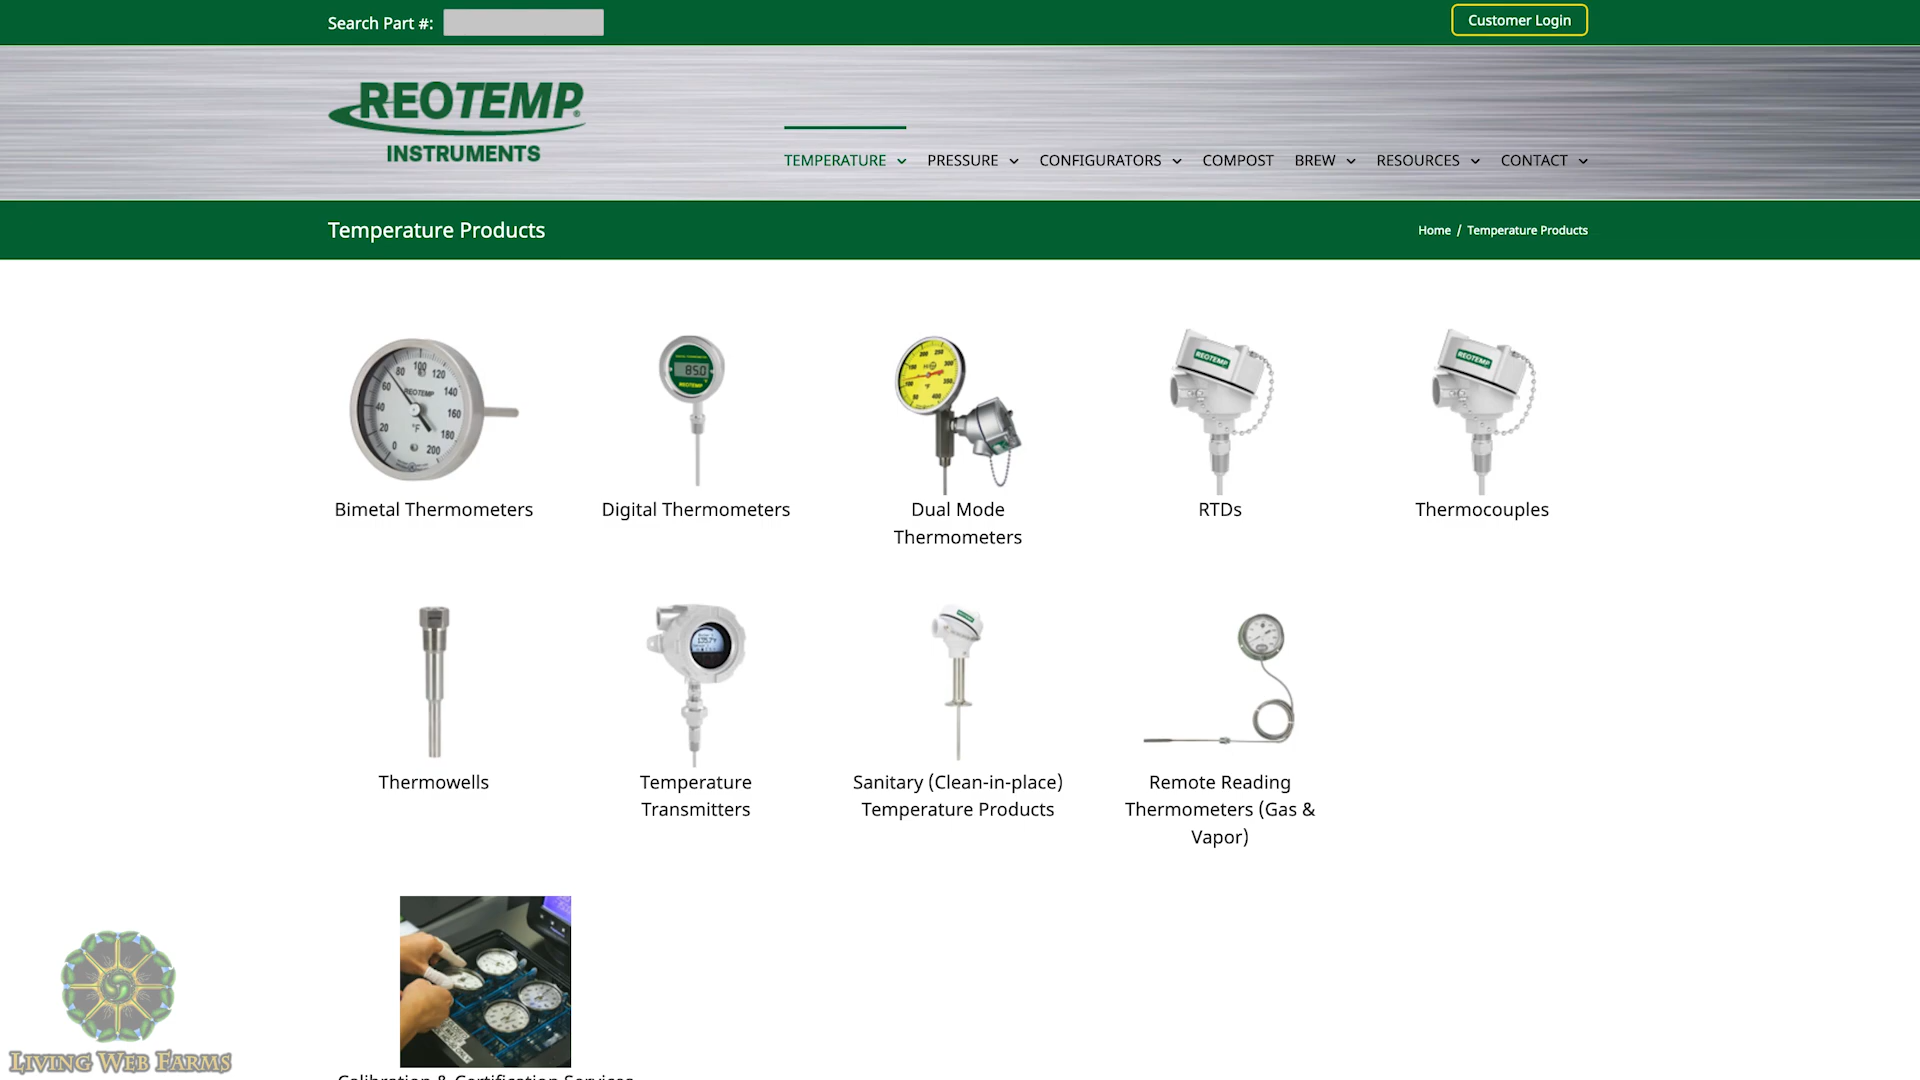 Search Part #:
Customer Login
REOTEMP®
INSTRUMENTS
TEMPERATURE PRESSURE CONFIGURATORS COMPOST BREW RESOURCES CONTACT
Temperature Products
Home / Temperature Products
Bimetal Thermometers
Digital Thermometers
Dual Mode
Thermometers
RTDs
Thermocouples
Thermowells
Temperature
Transmitters
Sanitary (Clean-in-place)
Temperature Products
Remote Reading
Thermometers (Gas &
Vapor)
Calibration & Certification Services
LIVING WEB FARMS